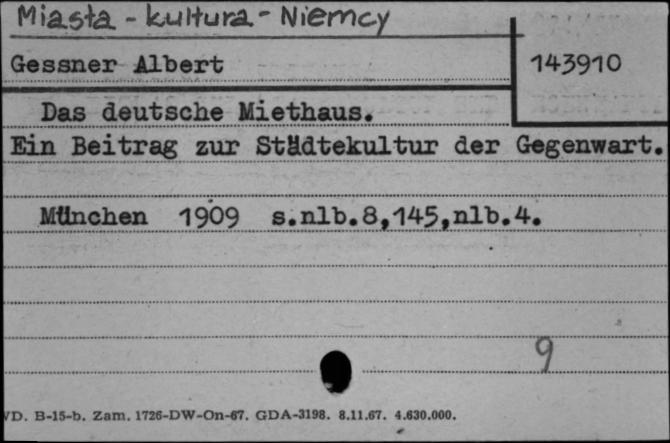 Miasta - kultura - Niemcy
Gessner Albert
143910
Das deutsche Miethaus.
Ein Beitrag zur Städtekultur der Gegenwart.
München 1909 s.nlb.8,145,nlb.4.
9
VD. B-15-b. Zam. 1726-DW-On-67. GDA-3198. 8.11.67. 4.630.000.